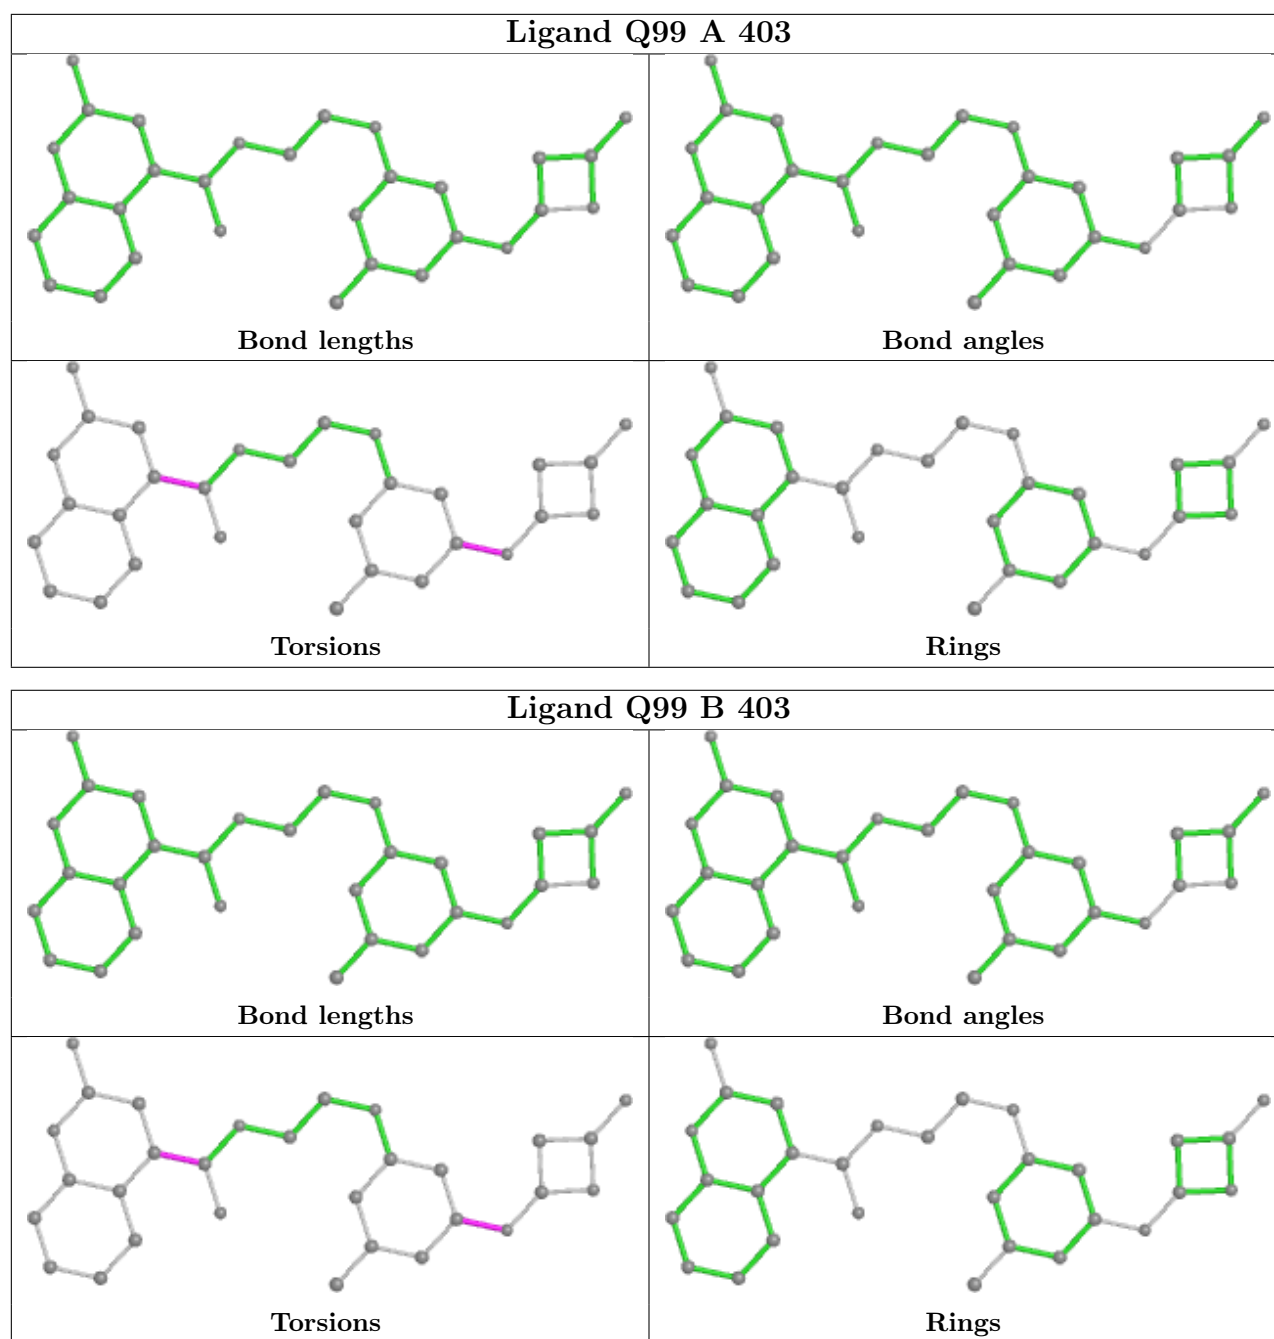 Ligand Q99 A 403
Bond lengths
Bond angles
Torsions
Rings
Ligand Q99 B 403
Bond lengths
Bond angles
Torsions
Rings